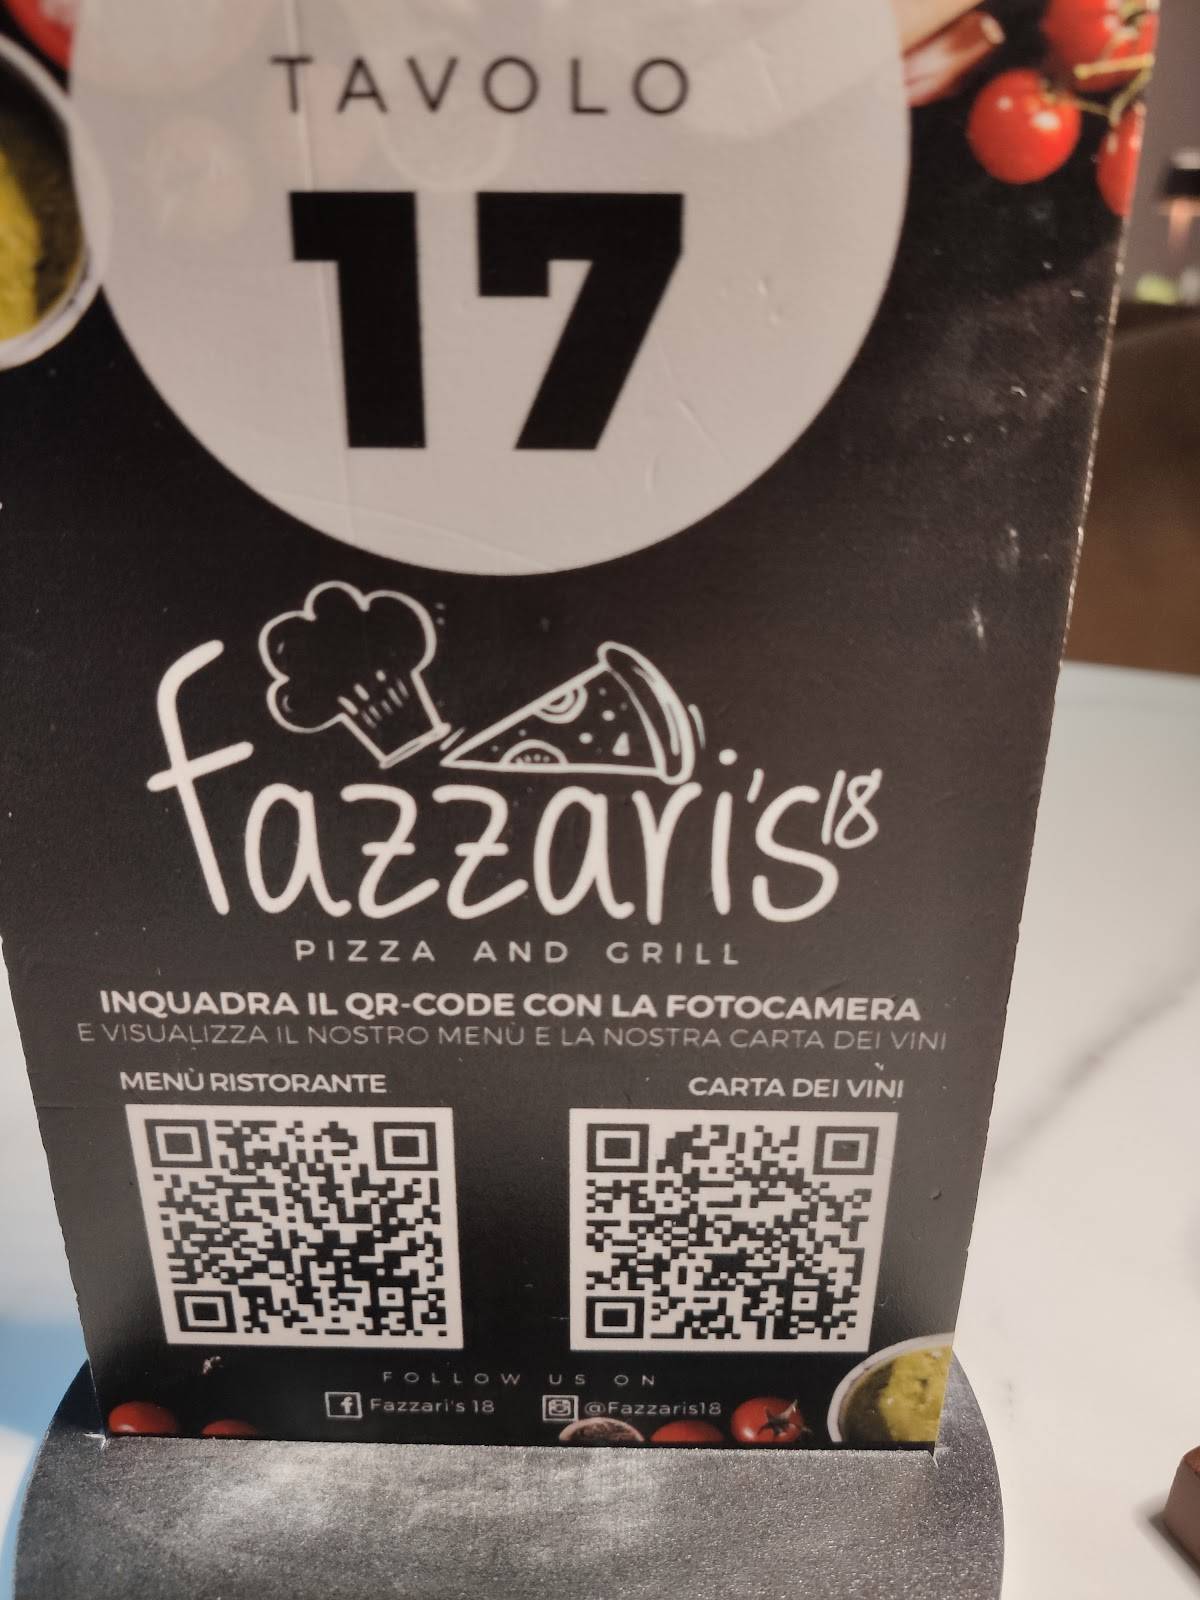 TAVOLO
17
fazzari's 18
PIZZA AND GRILL
INQUADRA IL QR-CODE CON LA FOTOCAMERA
E VISUALIZZA IL NOSTRO MENÙ E LA NOSTRA CARTA DEI VINI
MENÙ RISTORANTE
CARTA DEI VINI
FOLLOW US ON
f Fazzari's 18
@Fazzaris18